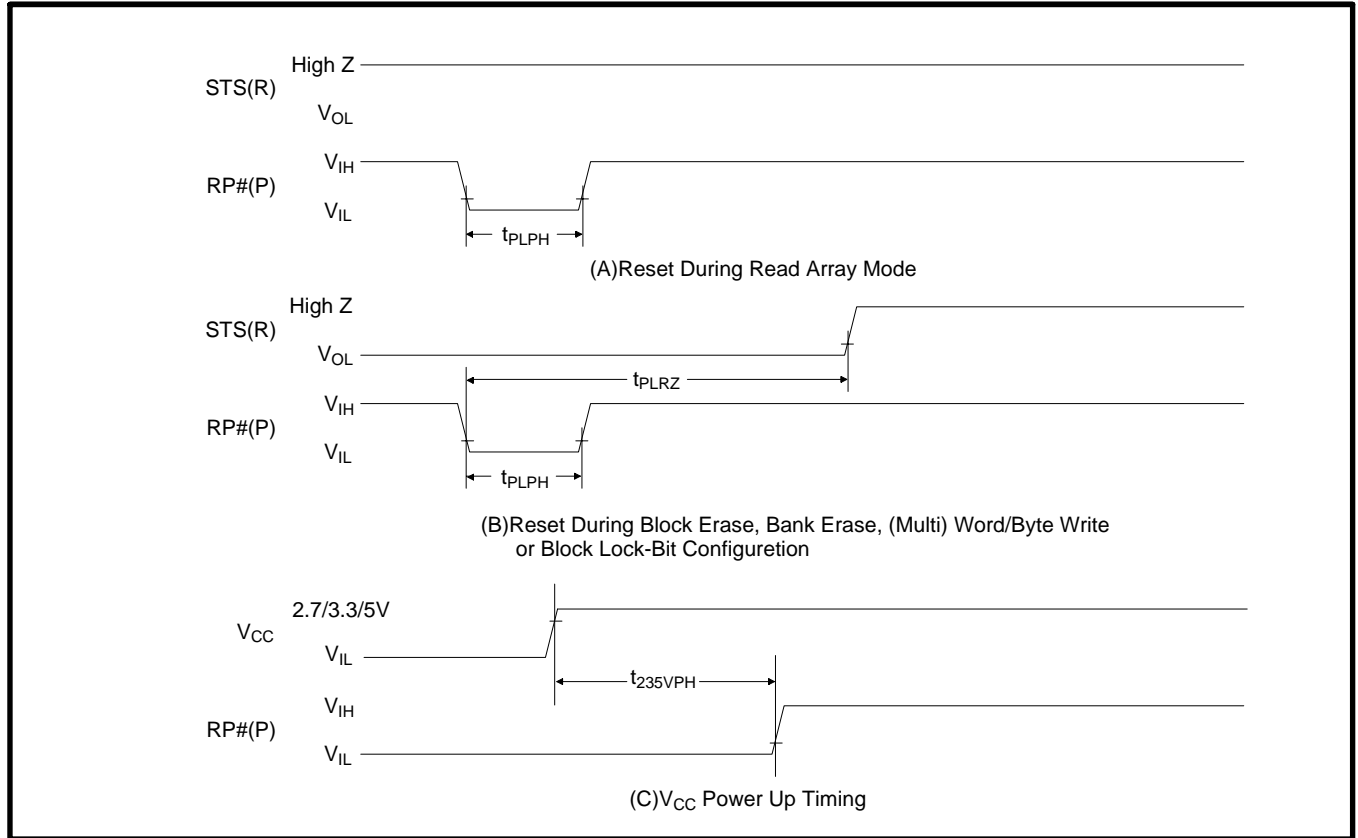 High Z
STS(R)
VOL
VIH
RP#(P)
VIL
tPLPH
(A)Reset During Read Array Mode
High Z
STS(R)
VOL
tPLRZ
VIH
RP#(P)
VIL
tPLPH
(B)Reset During Block Erase, Bank Erase, (Multi) Word/Byte Write
or Block Lock-Bit Configuretion
2.7/3.3/5V
VCC
VIL
t235VPH
VIH
RP#(P)
VIL
(C)VCC Power Up Timing